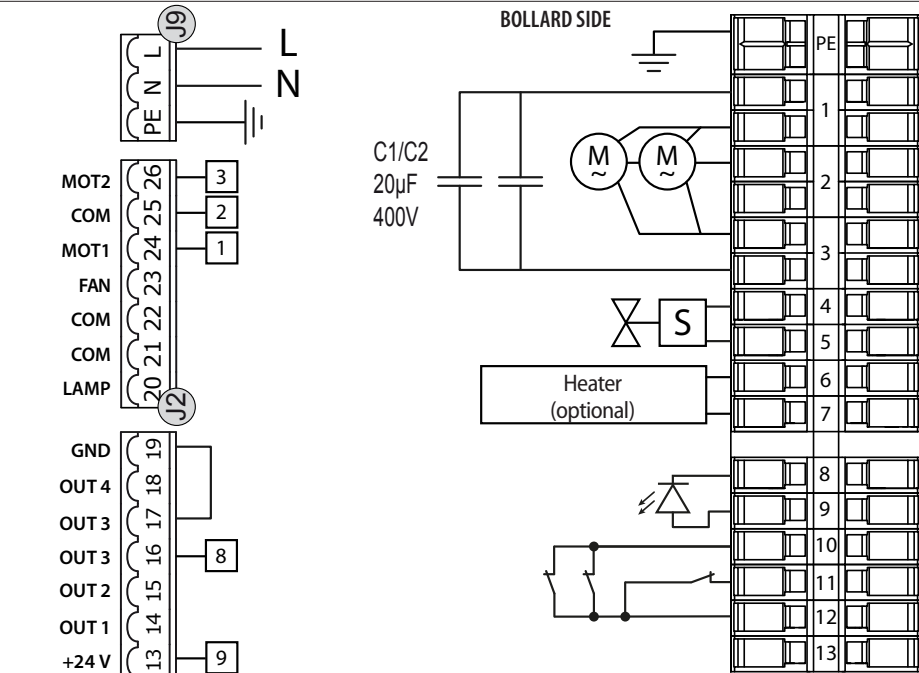 BOLLARD SIDE
J9
L
N
PE
L
N
MOT2
COM
MOT1
FAN
COM
COM
LAMP
26
25
24
23
22
21
20
3
2
1
J2
GND
OUT 4
OUT 3
OUT 3
OUT 2
OUT 1
+24 V
19
18
17
16
15
14
13
8
9
C1/C2
20µF
400V
M
~
M
~
S
Heater
(optional)
PE
1
2
3
4
5
6
7
8
9
10
11
12
13